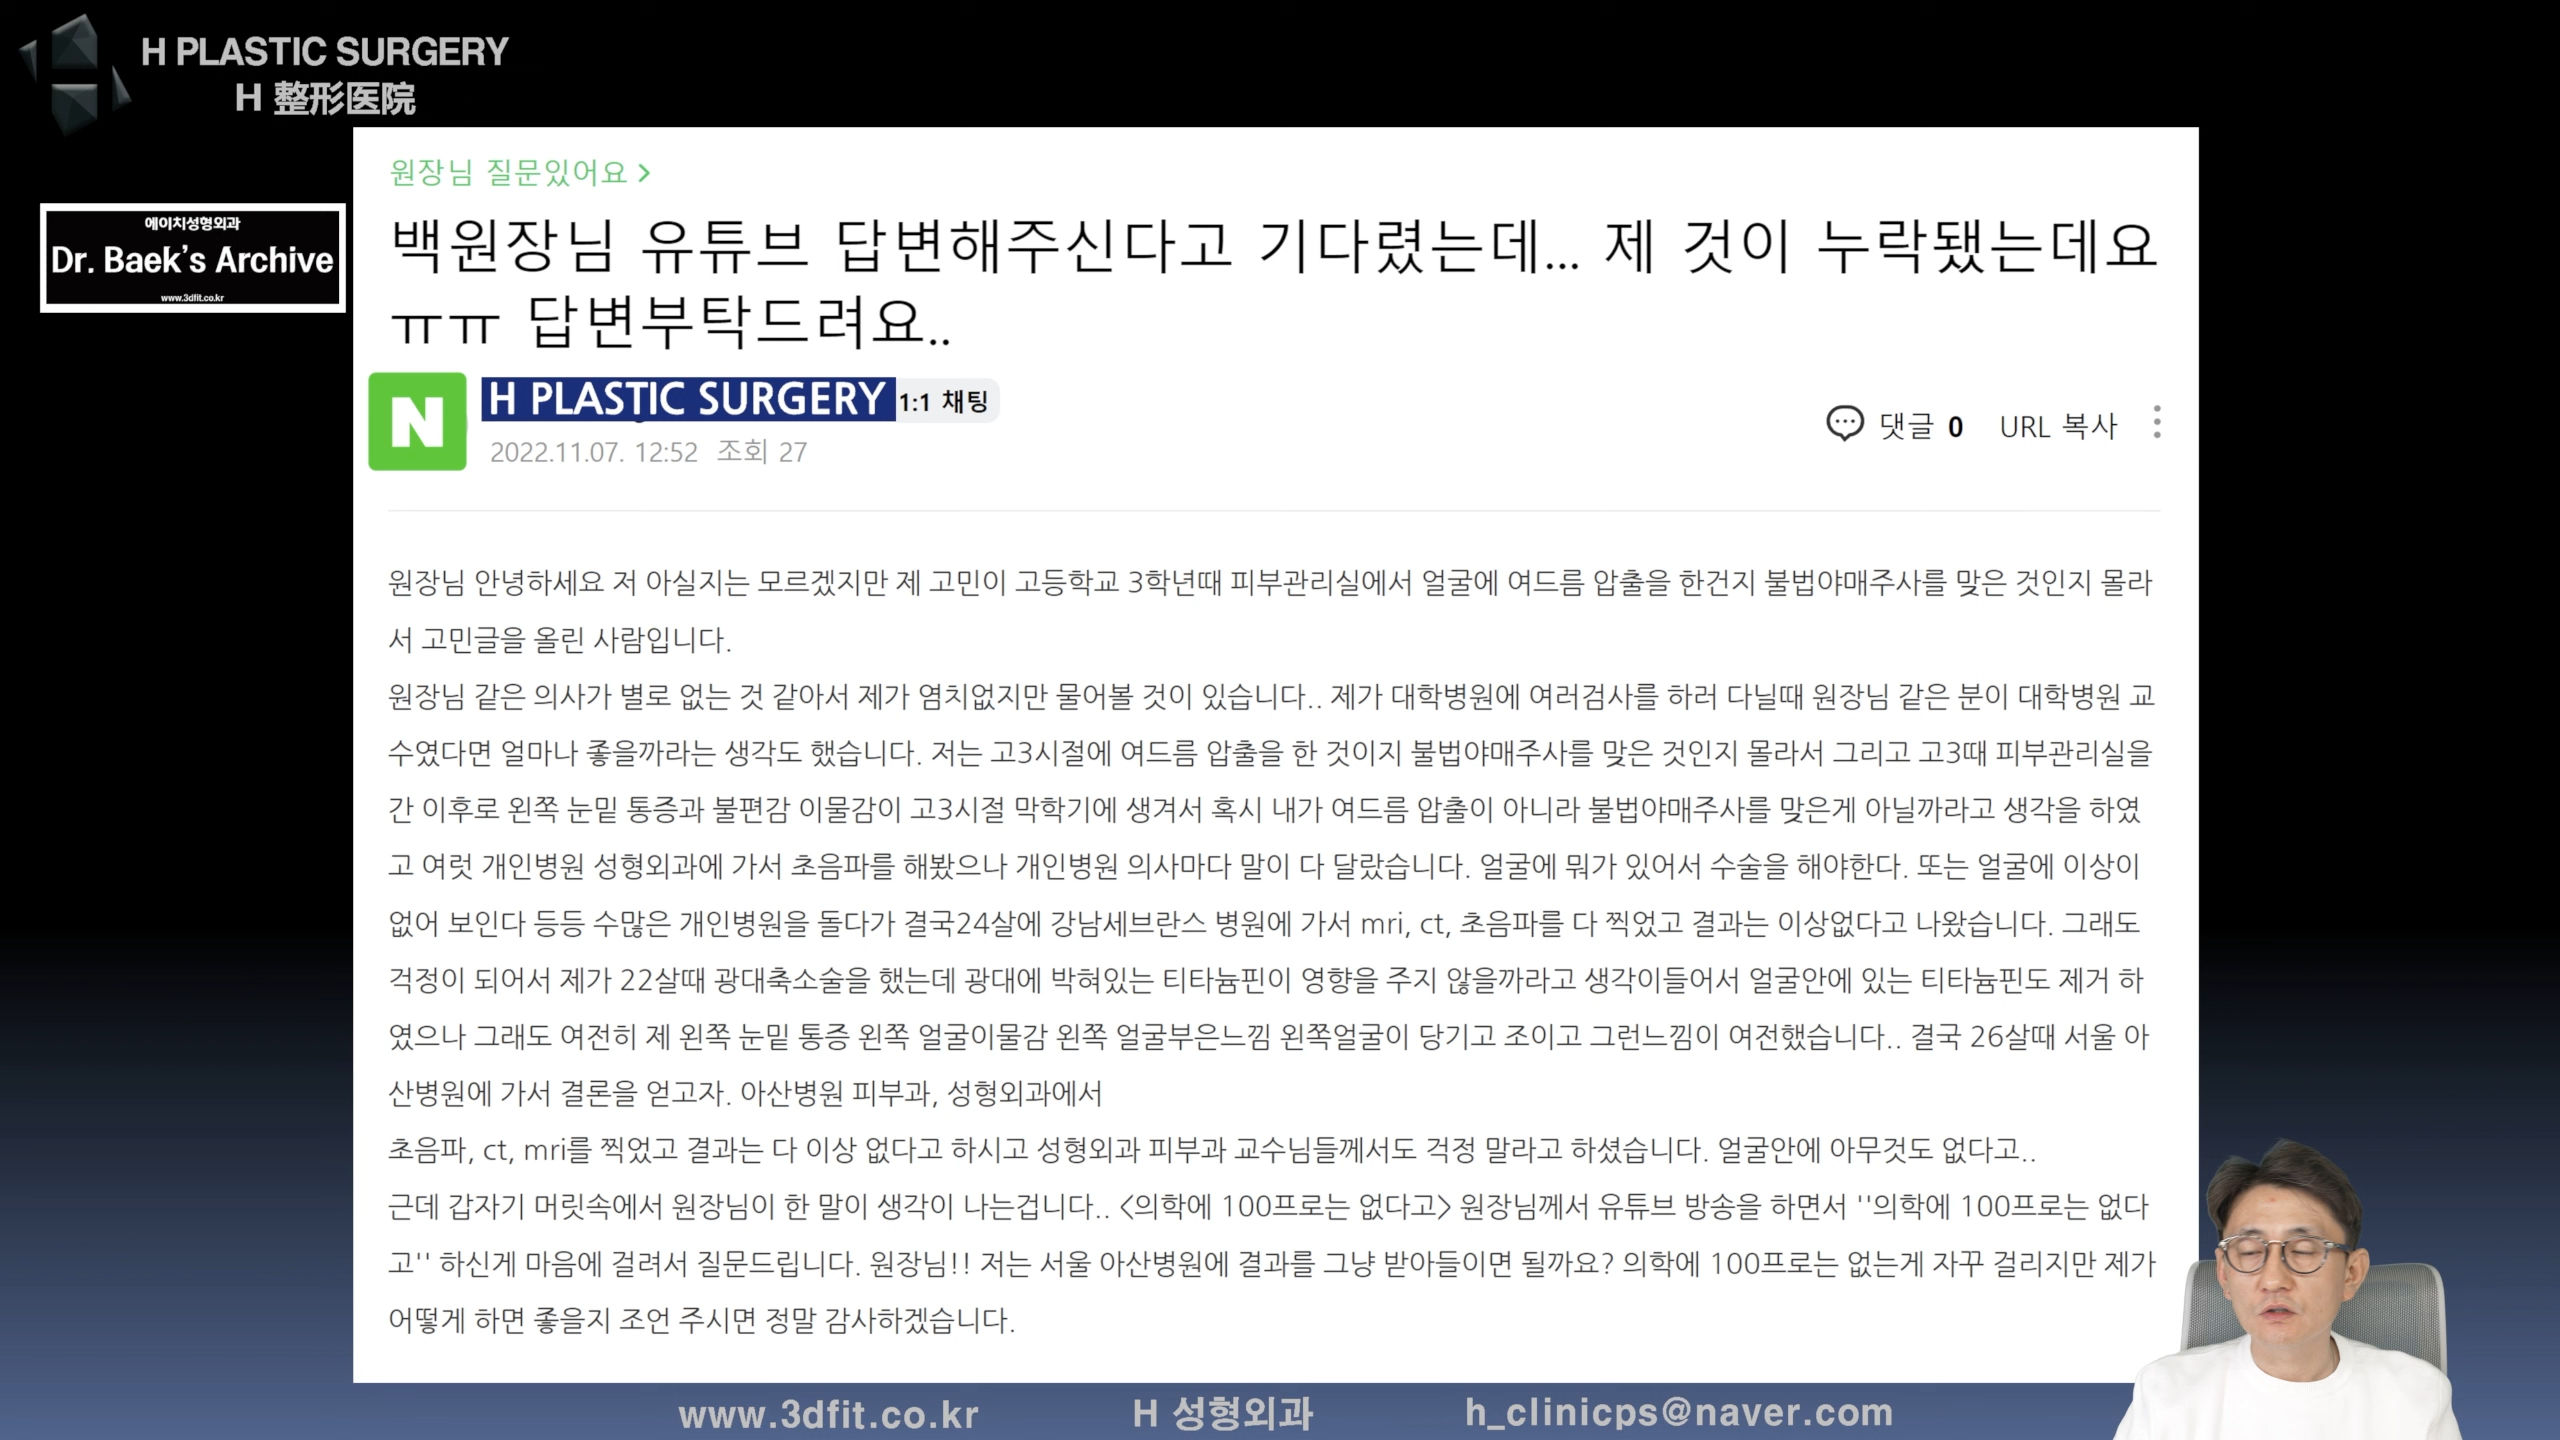 H PLASTIC SURGERY
H 整形医院
에이치성형외과
Dr. Baek's Archive
www.3dfit.co.kr
원장님 질문있어요 >
백원장님 유튜브 답변해주신다고 기다렸는데... 제 것이 누락됐는데요
ㅠㅠ 답변부탁드려요..
N
H PLASTIC SURGERY 1:1 채팅
2022.11.07. 12:52 조회 27
댓글 0 URL 복사
원장님 안녕하세요 저 아실지는 모르겠지만 제 고민이 고등학교 3학년때 피부관리실에서 얼굴에 여드름 압출을 한건지 불법야매주사를 맞은 것인지 몰라
서 고민글을 올린 사람입니다.
원장님 같은 의사가 별로 없는 것 같아서 제가 염치없지만 물어볼 것이 있습니다.. 제가 대학병원에 여러검사를 하러 다닐때 원장님 같은 분이 대학병원 교
수였다면 얼마나 좋을까라는 생각도 했습니다. 저는 고3시절에 여드름 압출을 한 것이지 불법야매주사를 맞은 것인지 몰라서 그리고 고3때 피부관리실을
간 이후로 왼쪽 눈밑 통증과 불편감 이물감이 고3시절 막학기에 생겨서 혹시 내가 여드름 압출이 아니라 불법야매주사를 맞은게 아닐까라고 생각을 하였
고 여럿 개인병원 성형외과에 가서 초음파를 해봤으나 개인병원 의사마다 말이 다 달랐습니다. 얼굴에 뭐가 있어서 수술을 해야한다. 또는 얼굴에 이상이
없어 보인다 등등 수많은 개인병원을 돌다가 결국24살에 강남세브란스 병원에 가서 mri, ct, 초음파를 다 찍었고 결과는 이상없다고 나왔습니다. 그래도
걱정이 되어서 제가 22살때 광대축소술을 했는데 광대에 박혀있는 티타늄핀이 영향을 주지 않을까라고 생각이들어서 얼굴안에 있는 티타늄핀도 제거 하
였으나 그래도 여전히 제 왼쪽 눈밑 통증 왼쪽 얼굴이물감 왼쪽 얼굴부은느낌 왼쪽얼굴이 당기고 조이고 그런느낌이 여전했습니다.. 결국 26살때 서울 아
산병원에 가서 결론을 얻고자. 아산병원 피부과, 성형외과에서
초음파, ct, mri를 찍었고 결과는 다 이상 없다고 하시고 성형외과 피부과 교수님들께서도 걱정 말라고 하셨습니다. 얼굴안에 아무것도 없다고..
근데 갑자기 머릿속에서 원장님이 한 말이 생각이 나는겁니다.. <의학에 100프로는 없다고> 원장님께서 유튜브 방송을 하면서 ''의학에 100프로는 없다
고'' 하신게 마음에 걸려서 질문드립니다. 원장님!! 저는 서울 아산병원에 결과를 그냥 받아들이면 될까요? 의학에 100프로는 없는게 자꾸 걸리지만 제가
어떻게 하면 좋을지 조언 주시면 정말 감사하겠습니다.
www.3dfit.co.kr H 성형외과 h_clinicps@naver.com